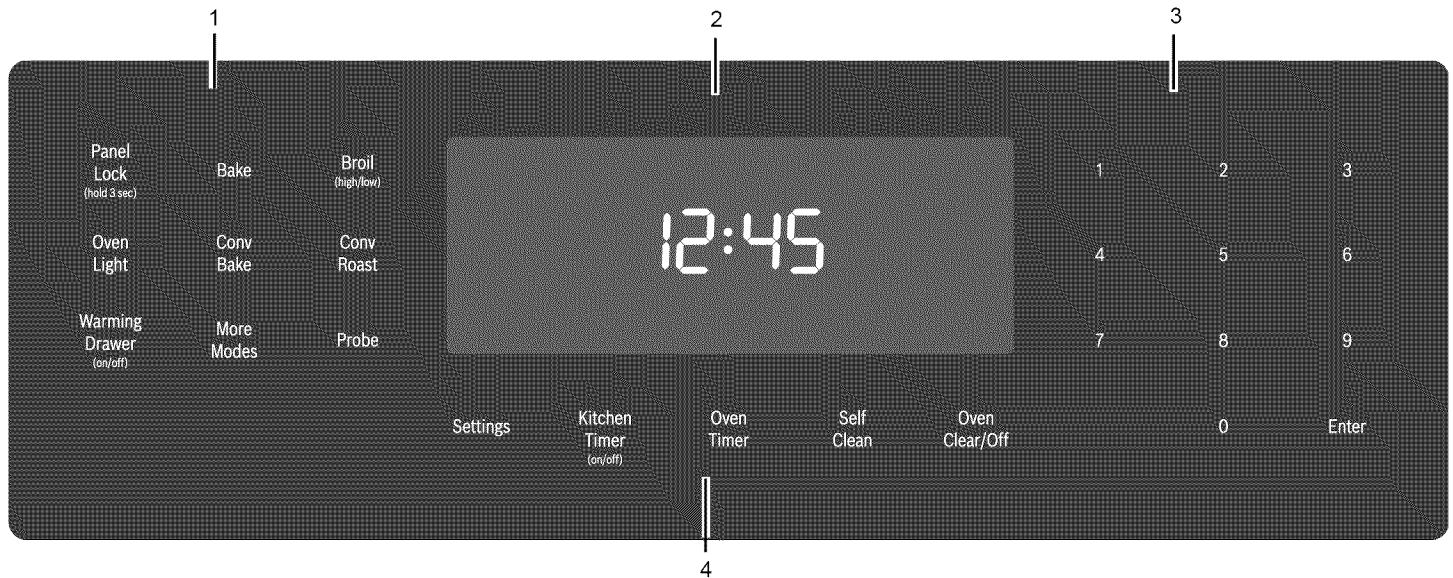 1
2
3
Panel
Lock
(hold 3 sec)
Bake
Broil
(high/low)
1
2
3
Oven
Light
Conv
Bake
Conv
Roast
12:45
4
5
6
Warming
Drawer
(on/off)
More
Modes
Probe
7
8
9
Settings
Kitchen
Timer
(on/off)
Oven
Timer
Self
Clean
Oven
Clear/Off
0
Enter
4